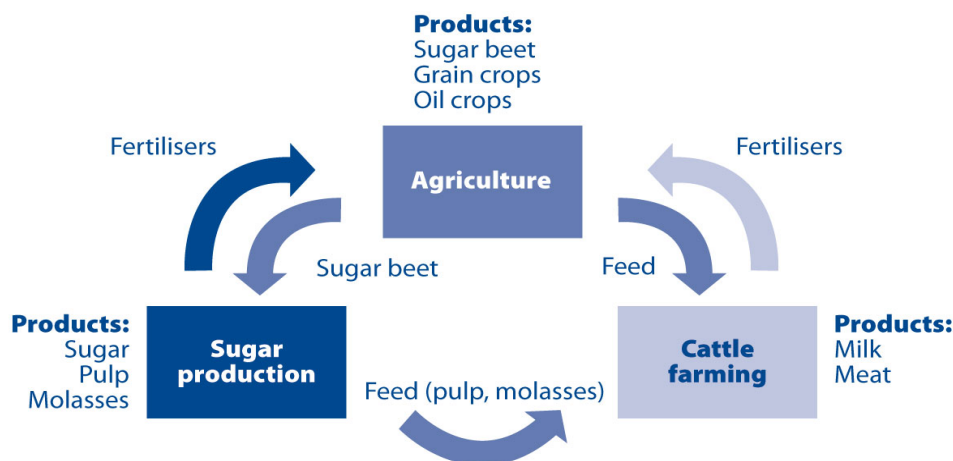 Products:
Sugar beet
Grain crops
Oil crops
Fertilisers
Fertilisers
Agriculture
Sugar beet
Feed
Products:
Sugar
Pulp
Molasses
Sugar
production
Cattle
farming
Products:
Milk
Meat
Feed (pulp, molasses)